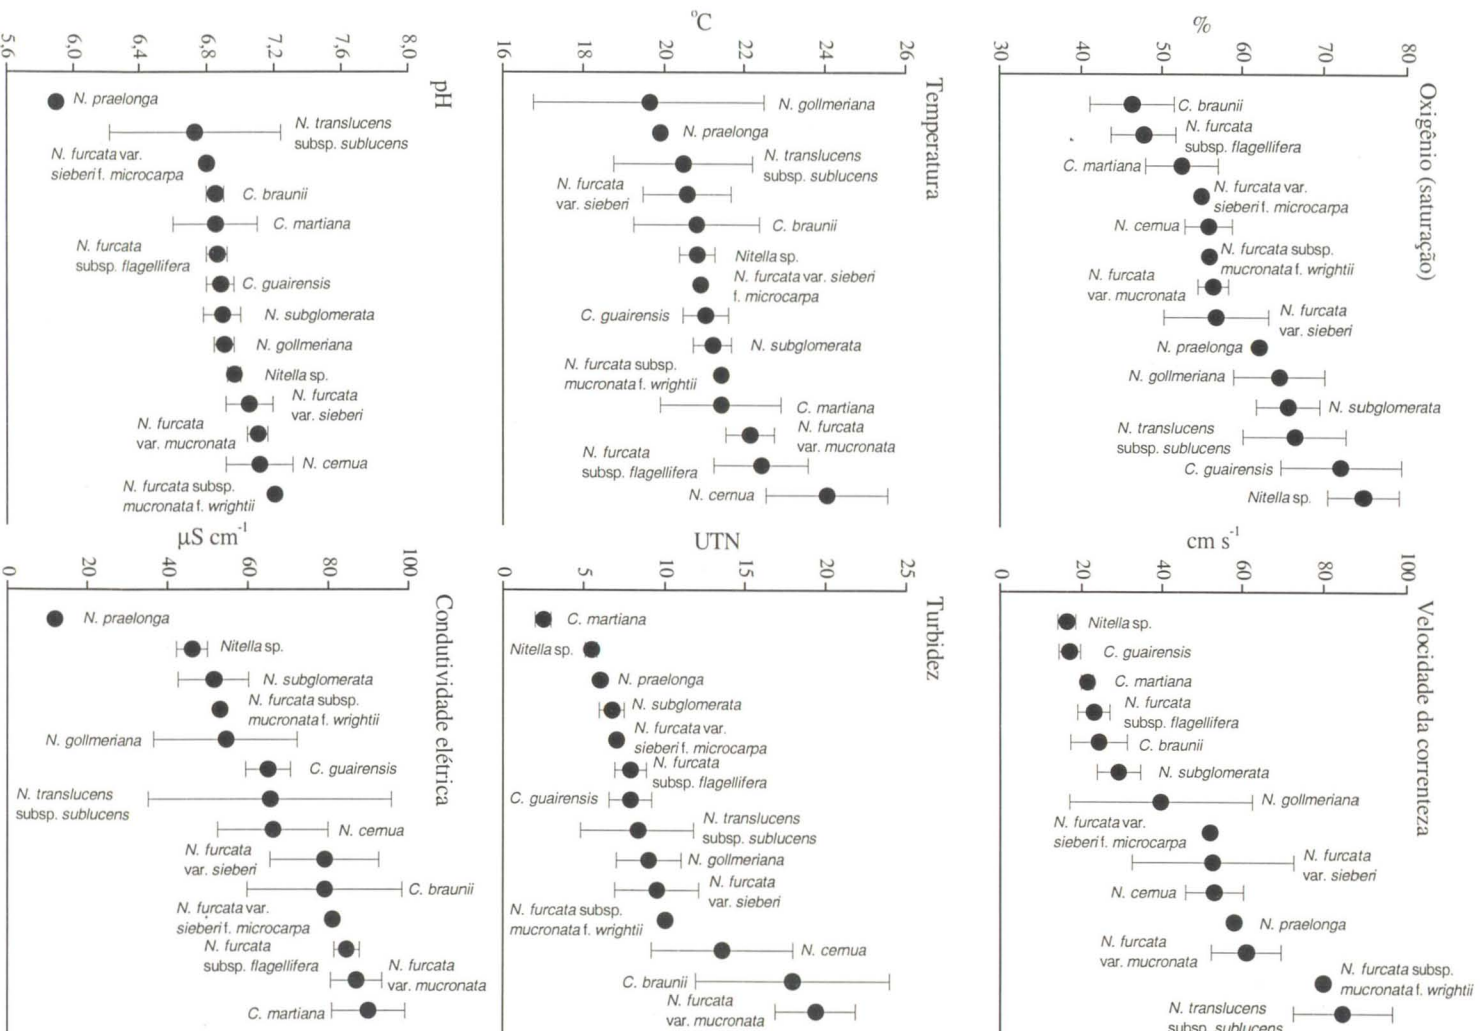 °C
%
5,6
6,0
6,4
6,8
7,2
7,6
8,0
pH
N. praelonga
N. translucens
subsp. sublucens
N. furcata var.
sieberi f. microcarpa
C. braunii
C. martiana
N. furcata
subsp. flagellifera
C. guairensis
N. subglomerata
N. gollmeriana
Nitella sp.
N. furcata
var. sieberi
N. furcata
var. mucronata
N. cernua
N. furcata subsp.
mucronata f. wrightii
16
20
22
24
26
Temperatura
N. gollmeriana
N. praelonga
N. translucens
subsp. sublucens
N. furcata
var. sieberi
C. braunii
Nitella sp.
N. furcata var. sieberi
f. microcarpa
C. guairensis
N. subglomerata
N. furcata subsp.
mucronata f. wrightii
C. martiana
N. furcata
var. mucronata
N. furcata
subsp. flagellifera
N. cernua
30
40
50
60
70
80
Oxigênio (saturação)
C. braunii
N. furcata
subsp. flagellifera
C. martiana
N. furcata var.
sieberi f. microcarpa
N. cernua
N. furcata subsp.
mucronata f. wrightii
N. furcata
var. mucronata
N. furcata
var. sieberi
N. praelonga
N. gollmeriana
N. subglomerata
N. translucens
subsp. sublucens
C. guairensis
Nitella sp.
µS cm-1
0
20
40
60
80
100
Condutividade elétrica
N. praelonga
Nitella sp.
N. subglomerata
N. furcata subsp.
mucronata f. wrightii
N. gollmeriana
C. guairensis
N. translucens
subsp. sublucens
N. cernua
N. furcata
var. sieberi
C. braunii
N. furcata var.
sieberi f. microcarpa
N. furcata
subsp. flagellifera
N. furcata
var. mucronata
C. martiana
UTN
0
5
10
15
20
25
Turbidez
C. martiana
Nitella sp.
N. praelonga
N. subglomerata
N. furcata var.
sieberi f. microcarpa
N. furcata
subsp. flagellifera
C. guairensis
N. translucens
subsp. sublucens
N. gollmeriana
N. furcata
var. sieberi
N. furcata subsp.
mucronata f. wrightii
N. cernua
C. braunii
N. furcata
var. mucronata
cm s-1
0
20
40
60
80
100
Velocidade da correnteza
Nitella sp.
C. guairensis
C. martiana
N. furcata
subsp. flagellifera
C. braunii
N. subglomerata
N. gollmeriana
N. furcata var.
sieberi f. microcarpa
N. furcata
var. sieberi
N. cernua
N. praelonga
N. furcata
var. mucronata
N. furcata subsp.
mucronata f. wrightii
N. translucens
subsp. sublucens